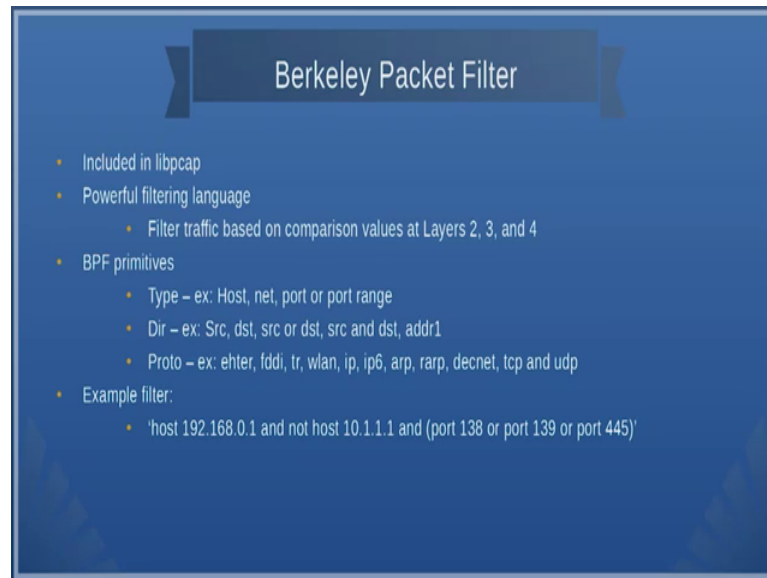 Berkeley Packet Filter
• Included in libpcap
• Powerful filtering language
• Filter traffic based on comparison values at Layers 2, 3, and 4
• BPF primitives
• Type – ex: Host, net, port or port range
• Dir – ex: Src, dst, src or dst, src and dst, addr1
• Proto – ex: ehter, fddi, tr, wlan, ip, ip6, arp, rarp, decnet, tcp and udp
• Example filter:
• ‘host 192.168.0.1 and not host 10.1.1.1 and (port 138 or port 139 or port 445)’